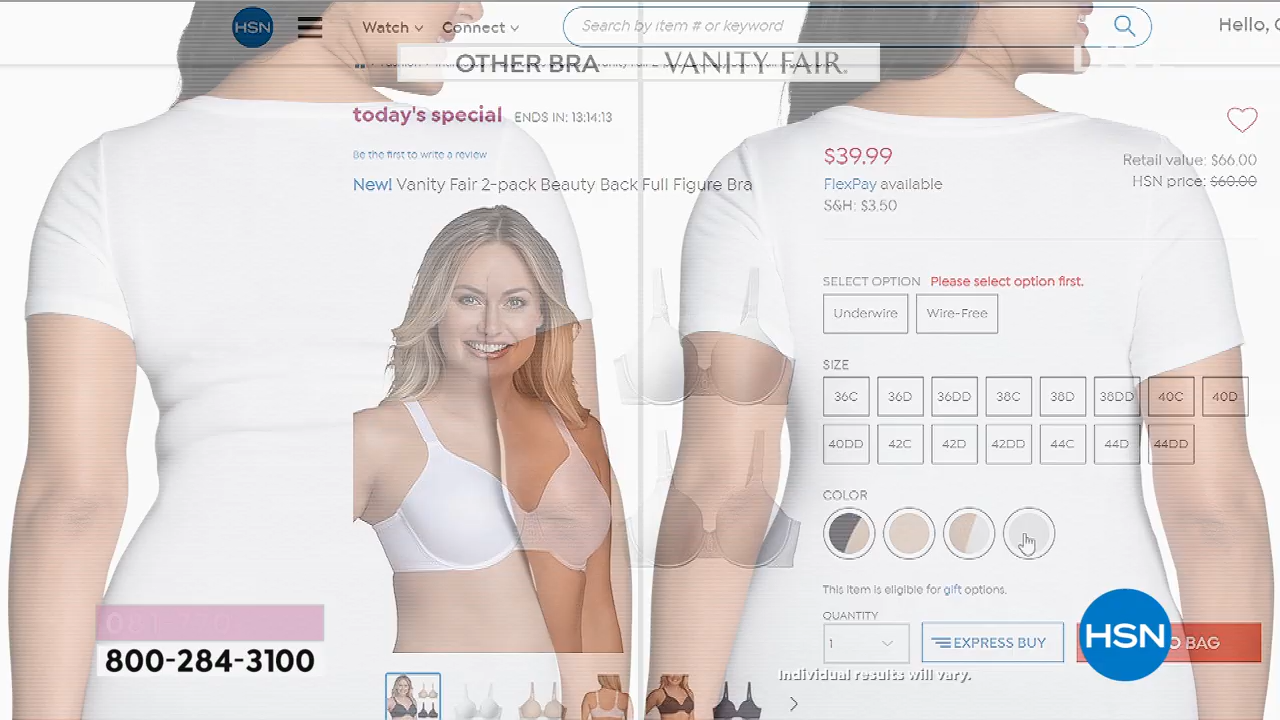 HSN
Watch
Connect
Search by item # or keyword
Hello,
OTHER BRA
VANITY FAIR.
today's special
ENDS IN: 13:14:13
Be the first to write a review
New! Vanity Fair 2-pack Beauty Back Full Figure Bra
$39.99
Retail value: $66.00
FlexPay available
HSN price: $60.00
S&H: $3.50
SELECT OPTION Please select option first.
Underwire
Wire-Free
SIZE
36C 36D 36DD 38C 38D 38DD 40C 40D
40DD 42C 42D 42DD 44C 44D 44DD
COLOR
This item is eligible for gift options.
QUANTITY
1
EXPRESS BUY
BAG
HSN
800-284-3100
Individual results will vary.